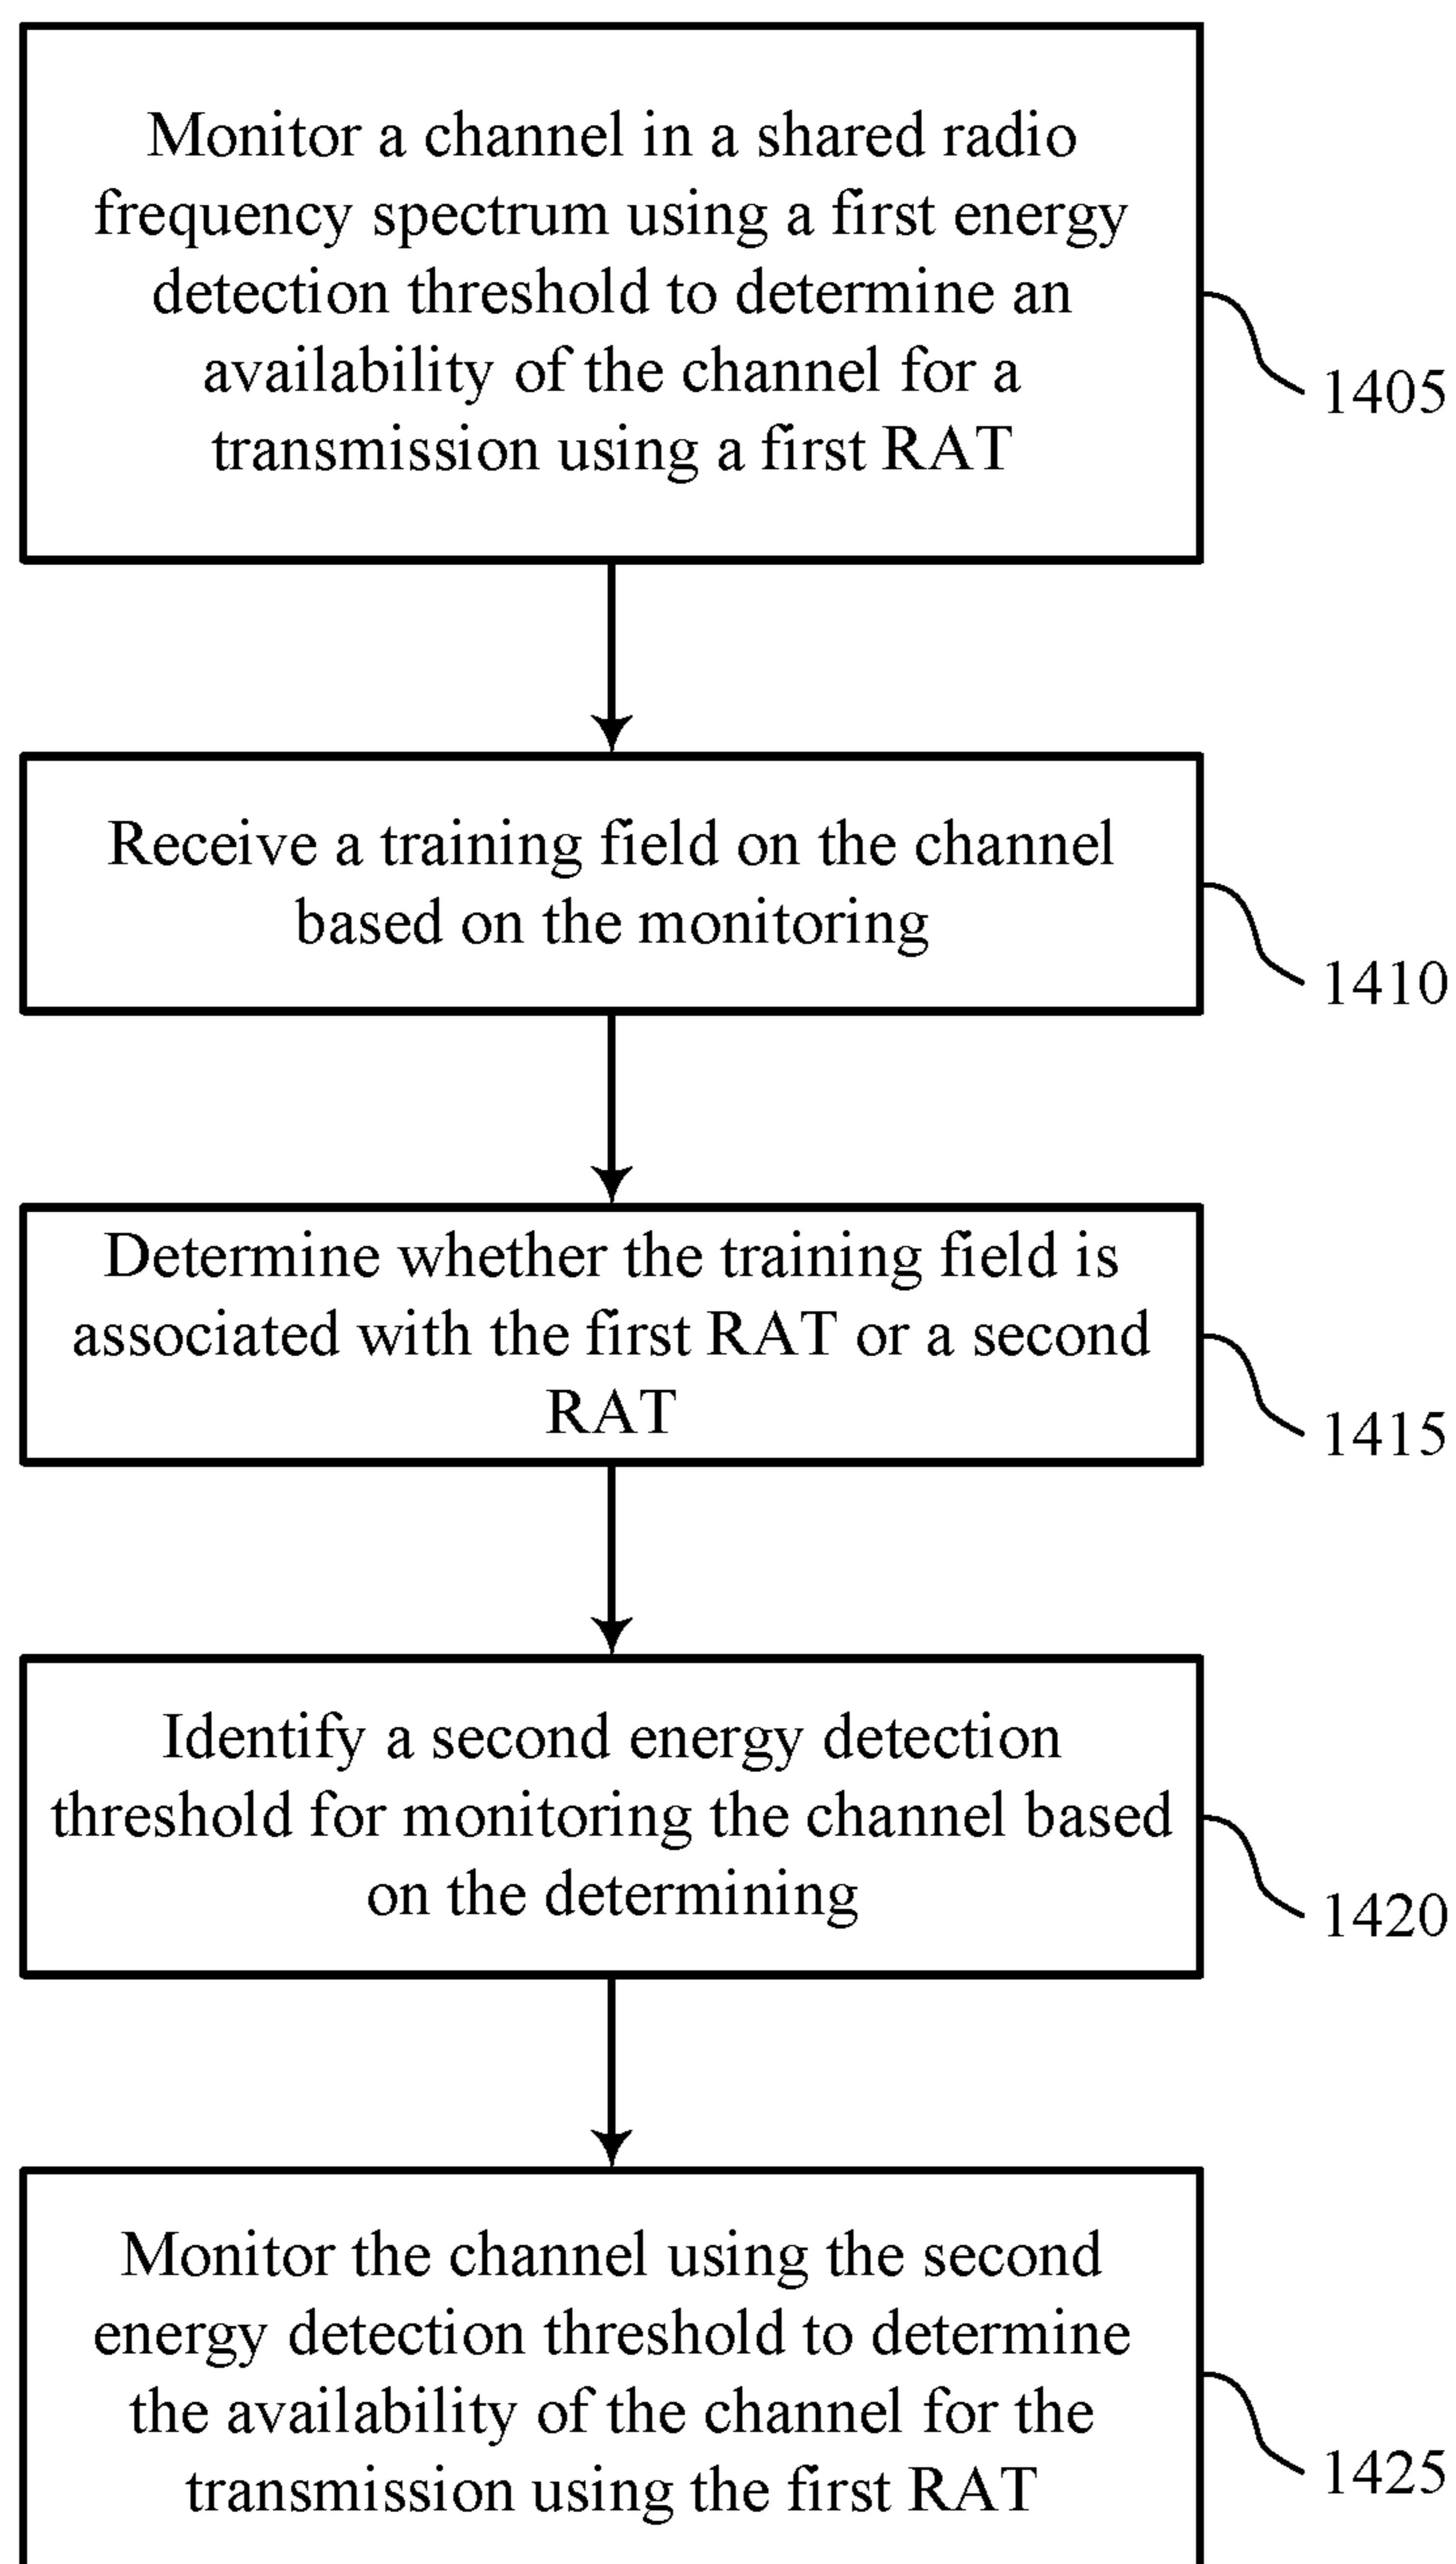 Monitor a channel in a shared radio
frequency spectrum using a first energy
detection threshold to determine an
availability of the channel for a
transmission using a first RAT
1405
Receive a training field on the channel
based on the monitoring
1410
Determine whether the training field is
associated with the first RAT or a second
RAT
1415
Identify a second energy detection
threshold for monitoring the channel based
on the determining
1420
Monitor the channel using the second
energy detection threshold to determine
the availability of the channel for the
transmission using the first RAT
1425